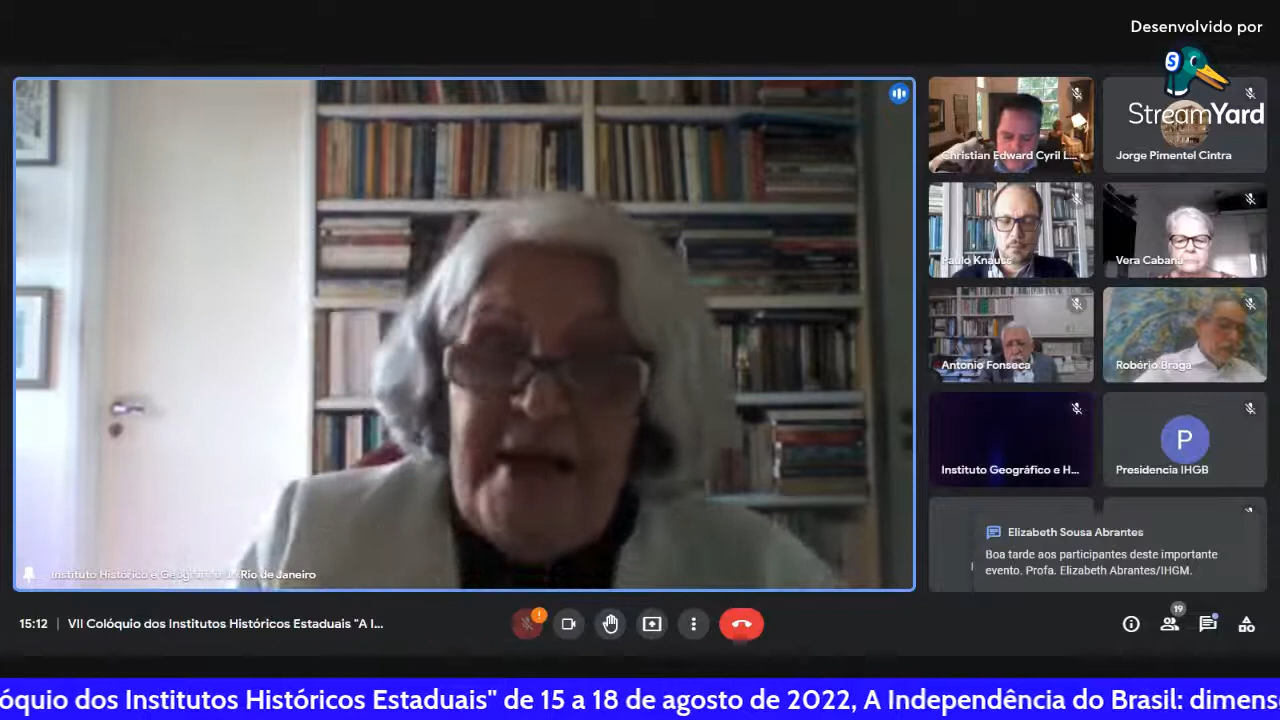 Desenvolvido por
S
StreamYard
Christian Edward Cyril L...
Jorge Pimentel Cintra
Paulo Knauss
Vera Cabana
Antonio Fonseca
Robério Braga
Instituto Geográfico e H...
P
Presidencia IHGB
Elizabeth Sousa Abrantes
Boa tarde aos participantes deste importante
evento. Profa. Elizabeth Abrantes/IHGM.
Instituto Histórico e Geográfico do Rio de Janeiro
15:12 | VII Colóquio dos Institutos Históricos Estaduais "A I...
19
óquio dos Institutos Históricos Estaduais" de 15 a 18 de agosto de 2022, A Independência do Brasil: dimens